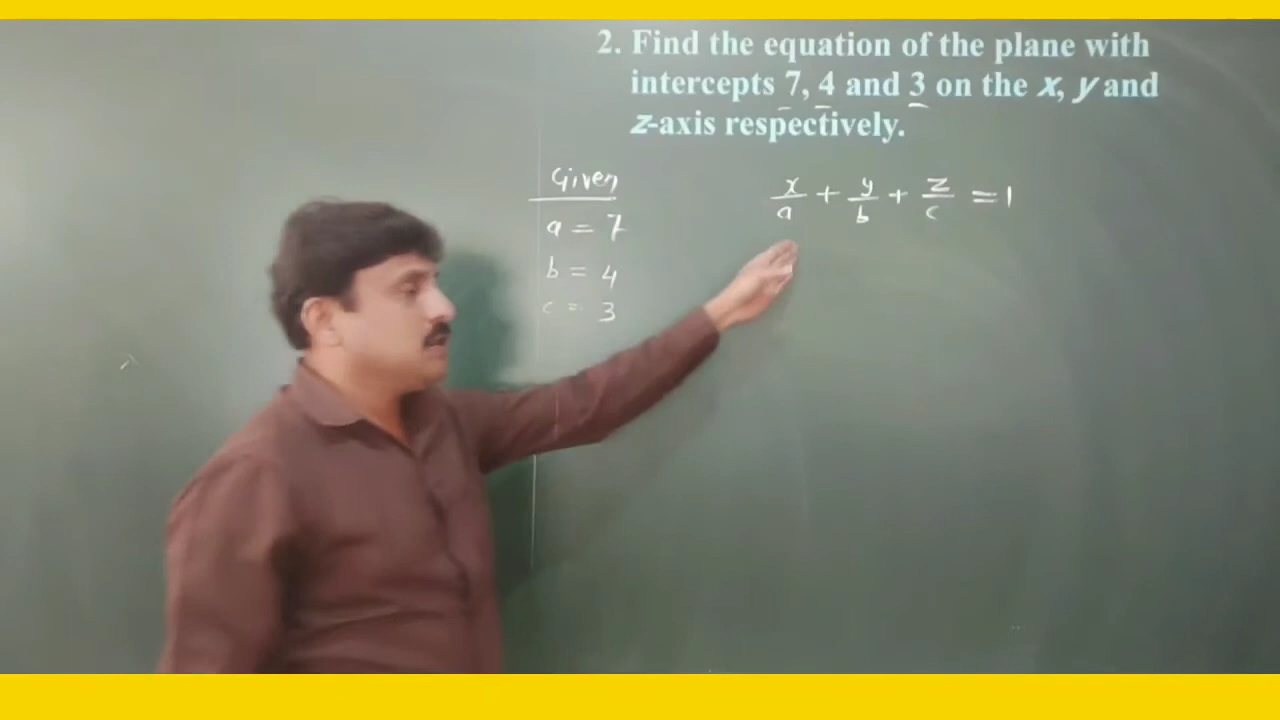 2. Find the equation of the plane with
intercepts 7, 4 and 3 on the x, y and
z-axis respectively.
Given
a = 7
b = 4
c = 3
x/a + y/b + z/c = 1